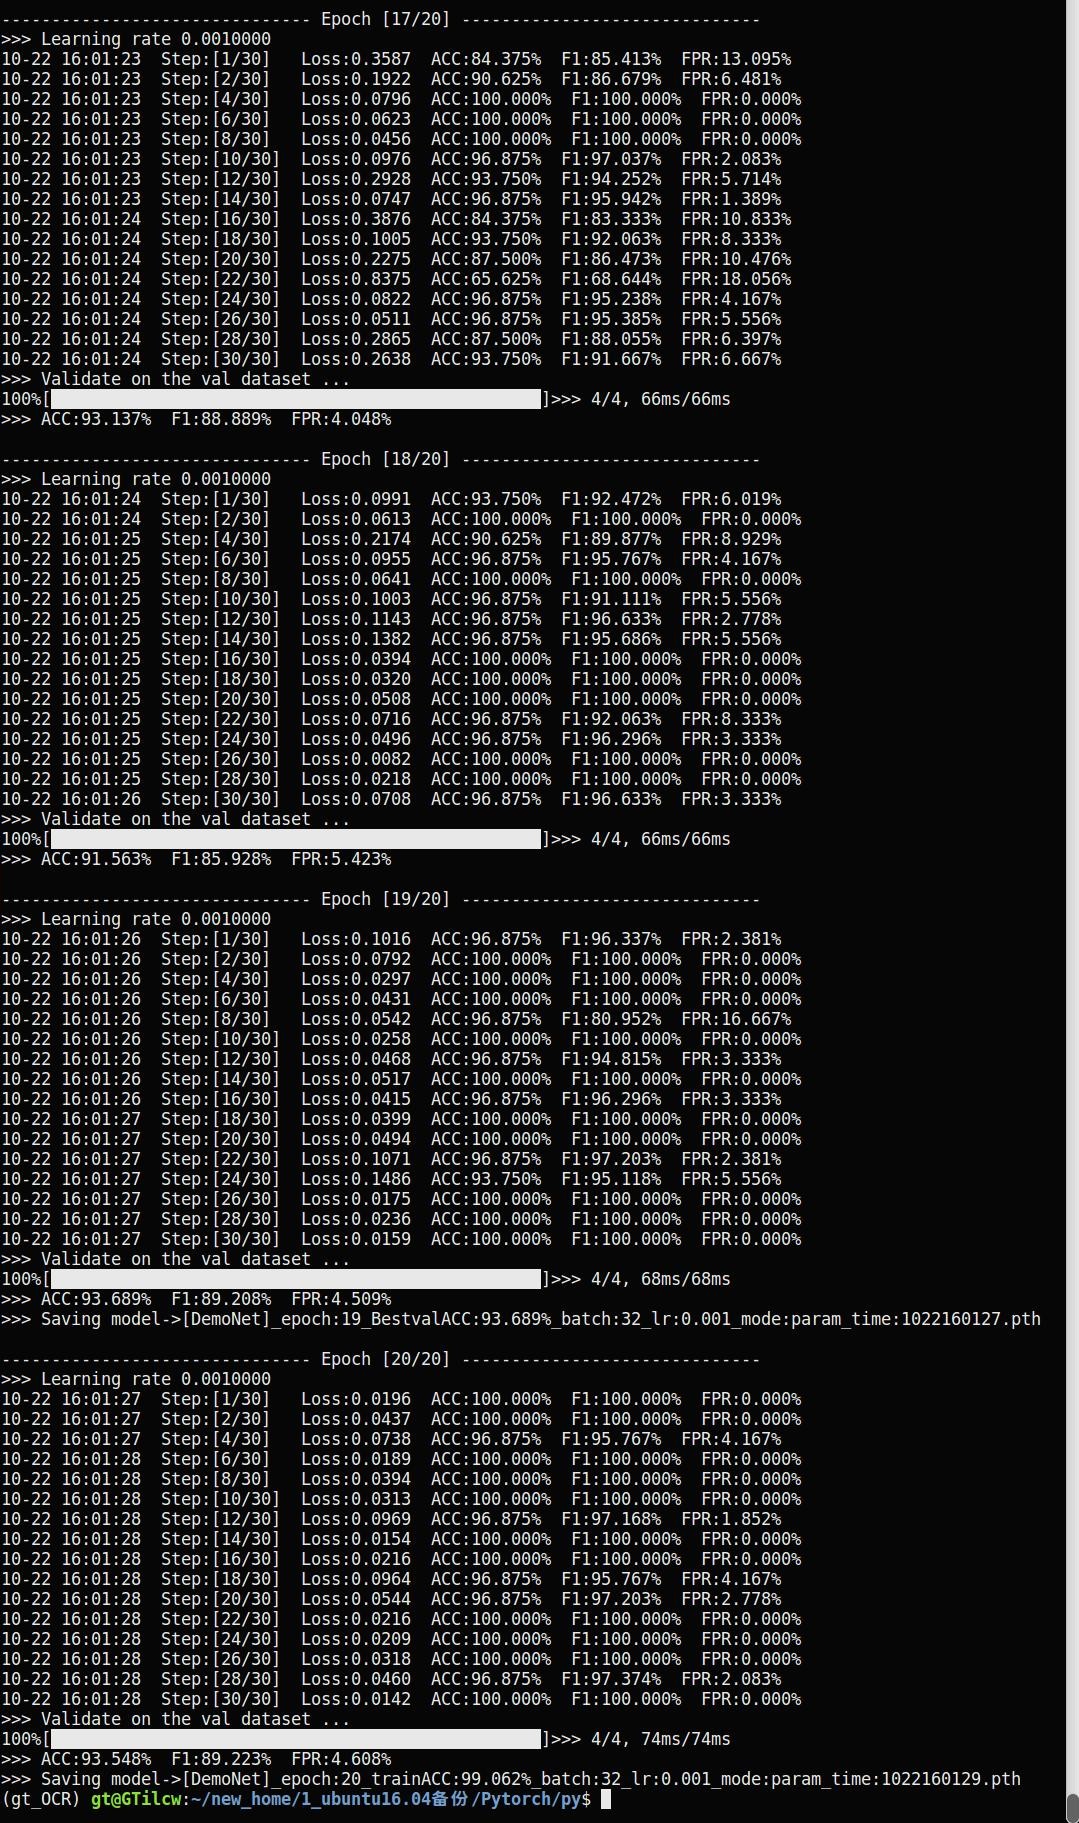 ------------------------------- Epoch [17/20] ------------------------------
>>> Learning rate 0.0010000
10-22 16:01:23  Step:[1/30]   Loss:0.3587  ACC:84.375%  F1:85.413%  FPR:13.095%
10-22 16:01:23  Step:[2/30]   Loss:0.1922  ACC:90.625%  F1:86.679%  FPR:6.481%
10-22 16:01:23  Step:[4/30]   Loss:0.0796  ACC:100.000%  F1:100.000%  FPR:0.000%
10-22 16:01:23  Step:[6/30]   Loss:0.0623  ACC:100.000%  F1:100.000%  FPR:0.000%
10-22 16:01:23  Step:[8/30]   Loss:0.0456  ACC:100.000%  F1:100.000%  FPR:0.000%
10-22 16:01:23  Step:[10/30]  Loss:0.0976  ACC:96.875%  F1:97.037%  FPR:2.083%
10-22 16:01:23  Step:[12/30]  Loss:0.2928  ACC:93.750%  F1:94.252%  FPR:5.714%
10-22 16:01:23  Step:[14/30]  Loss:0.0747  ACC:96.875%  F1:95.942%  FPR:1.389%
10-22 16:01:24  Step:[16/30]  Loss:0.3876  ACC:84.375%  F1:83.333%  FPR:10.833%
10-22 16:01:24  Step:[18/30]  Loss:0.1005  ACC:93.750%  F1:92.063%  FPR:8.333%
10-22 16:01:24  Step:[20/30]  Loss:0.2275  ACC:87.500%  F1:86.473%  FPR:10.476%
10-22 16:01:24  Step:[22/30]  Loss:0.8375  ACC:65.625%  F1:68.644%  FPR:18.056%
10-22 16:01:24  Step:[24/30]  Loss:0.0822  ACC:96.875%  F1:95.238%  FPR:4.167%
10-22 16:01:24  Step:[26/30]  Loss:0.0511  ACC:96.875%  F1:95.385%  FPR:5.556%
10-22 16:01:24  Step:[28/30]  Loss:0.2865  ACC:87.500%  F1:88.055%  FPR:6.397%
10-22 16:01:24  Step:[30/30]  Loss:0.2638  ACC:93.750%  F1:91.667%  FPR:6.667%
>>> Validate on the val dataset ...
100%[                                                 ]>>> 4/4, 66ms/66ms
>>> ACC:93.137%  F1:88.889%  FPR:4.048%

------------------------------- Epoch [18/20] ------------------------------
>>> Learning rate 0.0010000
10-22 16:01:24  Step:[1/30]   Loss:0.0991  ACC:93.750%  F1:92.472%  FPR:6.019%
10-22 16:01:24  Step:[2/30]   Loss:0.0613  ACC:100.000%  F1:100.000%  FPR:0.000%
10-22 16:01:25  Step:[4/30]   Loss:0.2174  ACC:90.625%  F1:89.877%  FPR:8.929%
10-22 16:01:25  Step:[6/30]   Loss:0.0955  ACC:96.875%  F1:95.767%  FPR:4.167%
10-22 16:01:25  Step:[8/30]   Loss:0.0641  ACC:100.000%  F1:100.000%  FPR:0.000%
10-22 16:01:25  Step:[10/30]  Loss:0.1003  ACC:96.875%  F1:91.111%  FPR:5.556%
10-22 16:01:25  Step:[12/30]  Loss:0.1143  ACC:96.875%  F1:96.633%  FPR:2.778%
10-22 16:01:25  Step:[14/30]  Loss:0.1382  ACC:96.875%  F1:95.686%  FPR:5.556%
10-22 16:01:25  Step:[16/30]  Loss:0.0394  ACC:100.000%  F1:100.000%  FPR:0.000%
10-22 16:01:25  Step:[18/30]  Loss:0.0320  ACC:100.000%  F1:100.000%  FPR:0.000%
10-22 16:01:25  Step:[20/30]  Loss:0.0508  ACC:100.000%  F1:100.000%  FPR:0.000%
10-22 16:01:25  Step:[22/30]  Loss:0.0716  ACC:96.875%  F1:92.063%  FPR:8.333%
10-22 16:01:25  Step:[24/30]  Loss:0.0496  ACC:96.875%  F1:96.296%  FPR:3.333%
10-22 16:01:25  Step:[26/30]  Loss:0.0082  ACC:100.000%  F1:100.000%  FPR:0.000%
10-22 16:01:25  Step:[28/30]  Loss:0.0218  ACC:100.000%  F1:100.000%  FPR:0.000%
10-22 16:01:26  Step:[30/30]  Loss:0.0708  ACC:96.875%  F1:96.633%  FPR:3.333%
>>> Validate on the val dataset ...
100%[                                                 ]>>> 4/4, 66ms/66ms
>>> ACC:91.563%  F1:85.928%  FPR:5.423%

------------------------------- Epoch [19/20] ------------------------------
>>> Learning rate 0.0010000
10-22 16:01:26  Step:[1/30]   Loss:0.1016  ACC:96.875%  F1:96.337%  FPR:2.381%
10-22 16:01:26  Step:[2/30]   Loss:0.0792  ACC:100.000%  F1:100.000%  FPR:0.000%
10-22 16:01:26  Step:[4/30]   Loss:0.0297  ACC:100.000%  F1:100.000%  FPR:0.000%
10-22 16:01:26  Step:[6/30]   Loss:0.0431  ACC:100.000%  F1:100.000%  FPR:0.000%
10-22 16:01:26  Step:[8/30]   Loss:0.0542  ACC:96.875%  F1:80.952%  FPR:16.667%
10-22 16:01:26  Step:[10/30]  Loss:0.0258  ACC:100.000%  F1:100.000%  FPR:0.000%
10-22 16:01:26  Step:[12/30]  Loss:0.0468  ACC:96.875%  F1:94.815%  FPR:3.333%
10-22 16:01:26  Step:[14/30]  Loss:0.0517  ACC:100.000%  F1:100.000%  FPR:0.000%
10-22 16:01:26  Step:[16/30]  Loss:0.0415  ACC:96.875%  F1:96.296%  FPR:3.333%
10-22 16:01:27  Step:[18/30]  Loss:0.0399  ACC:100.000%  F1:100.000%  FPR:0.000%
10-22 16:01:27  Step:[20/30]  Loss:0.0494  ACC:100.000%  F1:100.000%  FPR:0.000%
10-22 16:01:27  Step:[22/30]  Loss:0.1071  ACC:96.875%  F1:97.203%  FPR:2.381%
10-22 16:01:27  Step:[24/30]  Loss:0.1486  ACC:93.750%  F1:95.118%  FPR:5.556%
10-22 16:01:27  Step:[26/30]  Loss:0.0175  ACC:100.000%  F1:100.000%  FPR:0.000%
10-22 16:01:27  Step:[28/30]  Loss:0.0236  ACC:100.000%  F1:100.000%  FPR:0.000%
10-22 16:01:27  Step:[30/30]  Loss:0.0159  ACC:100.000%  F1:100.000%  FPR:0.000%
>>> Validate on the val dataset ...
100%[                                                 ]>>> 4/4, 68ms/68ms
>>> ACC:93.689%  F1:89.208%  FPR:4.509%
>>> Saving model->[DemoNet]_epoch:19_BestvalACC:93.689%_batch:32_lr:0.001_mode:param_time:1022160127.pth

------------------------------- Epoch [20/20] ------------------------------
>>> Learning rate 0.0010000
10-22 16:01:27  Step:[1/30]   Loss:0.0196  ACC:100.000%  F1:100.000%  FPR:0.000%
10-22 16:01:27  Step:[2/30]   Loss:0.0437  ACC:100.000%  F1:100.000%  FPR:0.000%
10-22 16:01:27  Step:[4/30]   Loss:0.0738  ACC:96.875%  F1:95.767%  FPR:4.167%
10-22 16:01:28  Step:[6/30]   Loss:0.0189  ACC:100.000%  F1:100.000%  FPR:0.000%
10-22 16:01:28  Step:[8/30]   Loss:0.0394  ACC:100.000%  F1:100.000%  FPR:0.000%
10-22 16:01:28  Step:[10/30]  Loss:0.0313  ACC:100.000%  F1:100.000%  FPR:0.000%
10-22 16:01:28  Step:[12/30]  Loss:0.0969  ACC:96.875%  F1:97.168%  FPR:1.852%
10-22 16:01:28  Step:[14/30]  Loss:0.0154  ACC:100.000%  F1:100.000%  FPR:0.000%
10-22 16:01:28  Step:[16/30]  Loss:0.0216  ACC:100.000%  F1:100.000%  FPR:0.000%
10-22 16:01:28  Step:[18/30]  Loss:0.0964  ACC:96.875%  F1:95.767%  FPR:4.167%
10-22 16:01:28  Step:[20/30]  Loss:0.0544  ACC:96.875%  F1:97.203%  FPR:2.778%
10-22 16:01:28  Step:[22/30]  Loss:0.0216  ACC:100.000%  F1:100.000%  FPR:0.000%
10-22 16:01:28  Step:[24/30]  Loss:0.0209  ACC:100.000%  F1:100.000%  FPR:0.000%
10-22 16:01:28  Step:[26/30]  Loss:0.0318  ACC:100.000%  F1:100.000%  FPR:0.000%
10-22 16:01:28  Step:[28/30]  Loss:0.0460  ACC:96.875%  F1:97.374%  FPR:2.083%
10-22 16:01:28  Step:[30/30]  Loss:0.0142  ACC:100.000%  F1:100.000%  FPR:0.000%
>>> Validate on the val dataset ...
100%[                                                 ]>>> 4/4, 74ms/74ms
>>> ACC:93.548%  F1:89.223%  FPR:4.608%
>>> Saving model->[DemoNet]_epoch:20_trainACC:99.062%_batch:32_lr:0.001_mode:param_time:1022160129.pth
(gt_OCR) gt@GTilcw:~/new_home/1_ubuntu16.04备份/Pytorch/py$